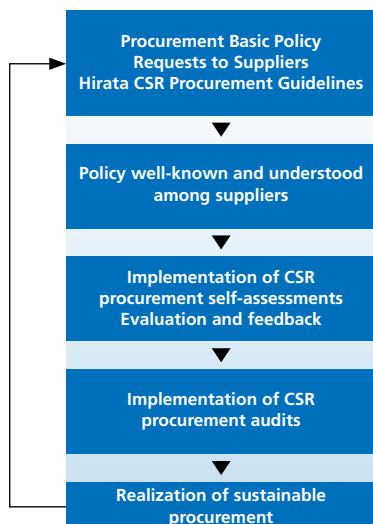 Procurement Basic Policy
Requests to Suppliers
Hirata CSR Procurement Guidelines
Policy well-known and understood
among suppliers
Implementation of CSR
procurement self-assessments
Evaluation and feedback
Implementation of CSR
procurement audits
Realization of sustainable
procurement